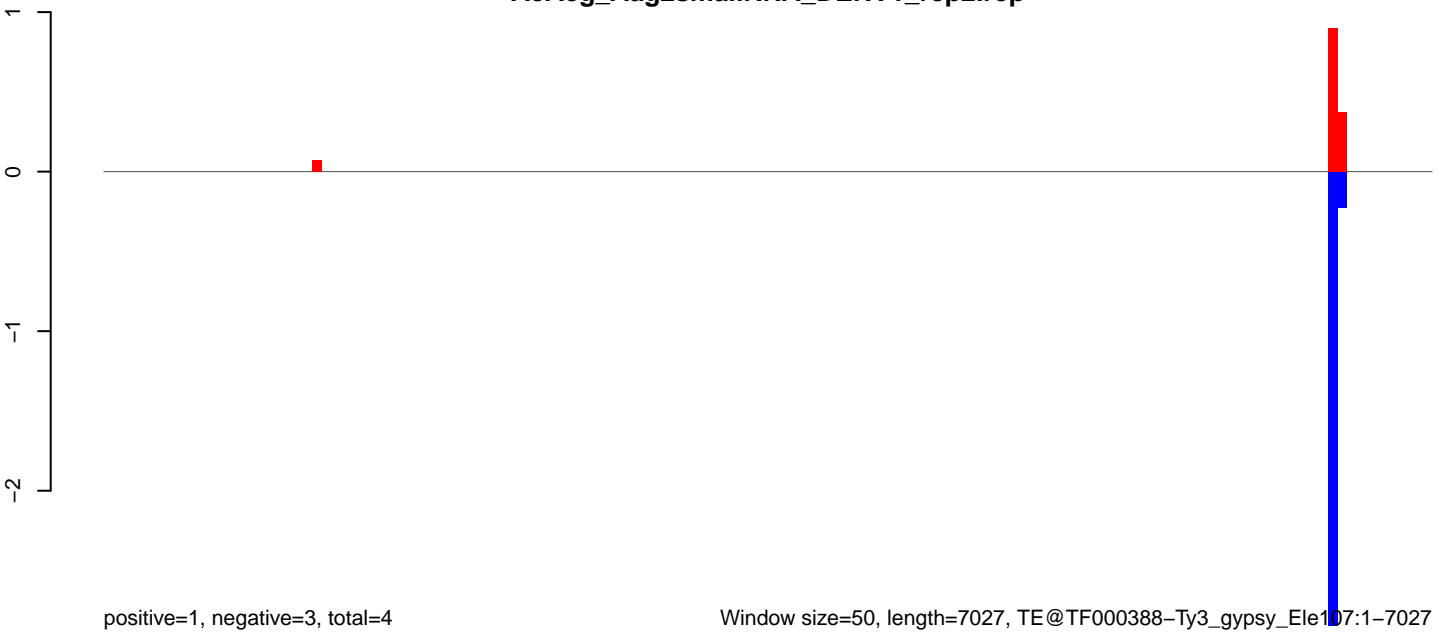 1
0
−1
−2
positive=1, negative=3, total=4
Window size=50, length=7027, TE@TF000388−Ty3_gypsy_Ele107:1−7027